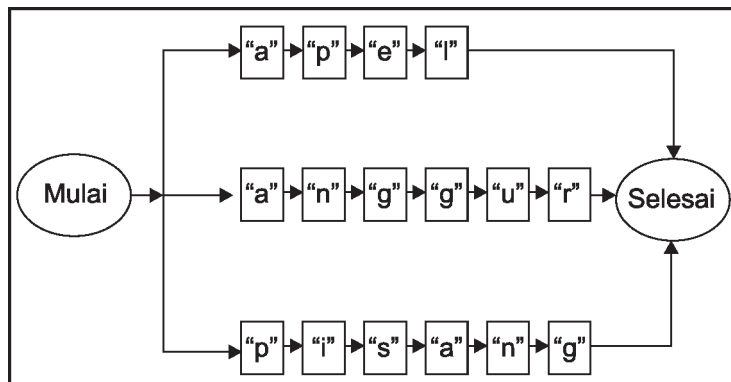 “a” “p” “e” “l”
Mulai “a” “n” “g” “g” “u” “r” Selesai
“p” “i” “s” “a” “n” “g”